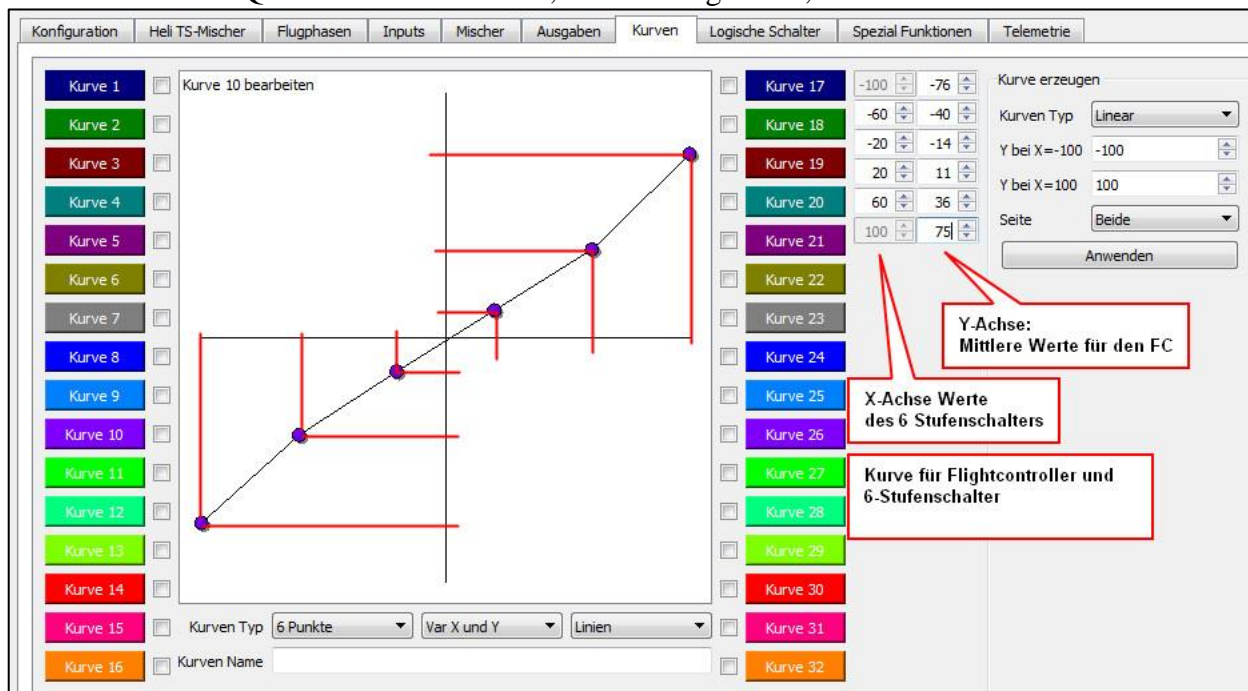 Konfiguration Heli TS-Mischer Flugphasen Inputs Mischer Ausgaben Kurven Logische Schalter Spezial Funktionen Telemetrie
Kurve 1
Kurve 2
Kurve 3
Kurve 4
Kurve 5
Kurve 6
Kurve 7
Kurve 8
Kurve 9
Kurve 10
Kurve 11
Kurve 12
Kurve 13
Kurve 14
Kurve 15
Kurve 16
Kurve 10 bearbeiten
Kurven Typ 6 Punkte Var X und Y Linien
Kurven Name
Kurve 17
Kurve 18
Kurve 19
Kurve 20
Kurve 21
Kurve 22
Kurve 23
Kurve 24
Kurve 25
Kurve 26
Kurve 27
Kurve 28
Kurve 29
Kurve 30
Kurve 31
Kurve 32
-100 -76
-60 -40
-20 -14
20 11
60 36
100 75
Kurve erzeugen
Kurven Typ Linear
Y bei X=-100 -100
Y bei X=100 100
Seite Beide
Anwenden
Y-Achse:
Mittlere Werte für den FC
X-Achse Werte
des 6 Stufenschalters
Kurve für Flightcontroller und
6-Stufenschalter